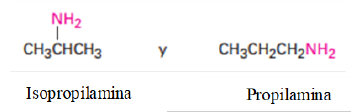 NH₂
CH₃CHCH₃ y CH₃CH₂CH₂NH₂
Isopropilamina Propilamina